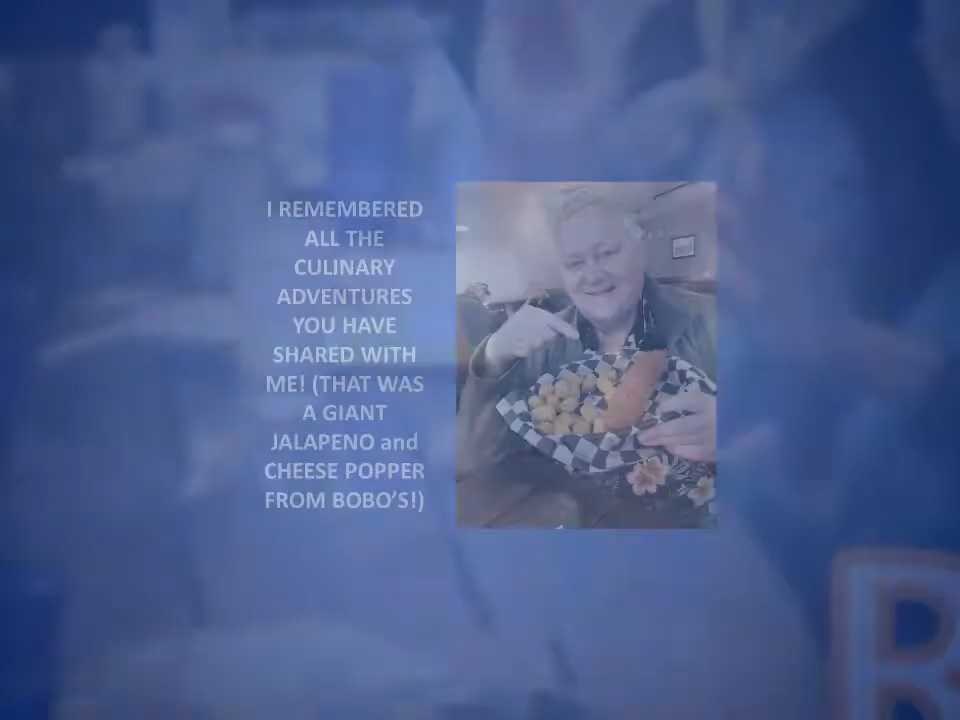 I REMEMBERED
ALL THE
CULINARY
ADVENTURES
YOU HAVE
SHARED WITH
ME! (THAT WAS
A GIANT
JALAPENO and
CHEESE POPPER
FROM BOBO'S!)
R